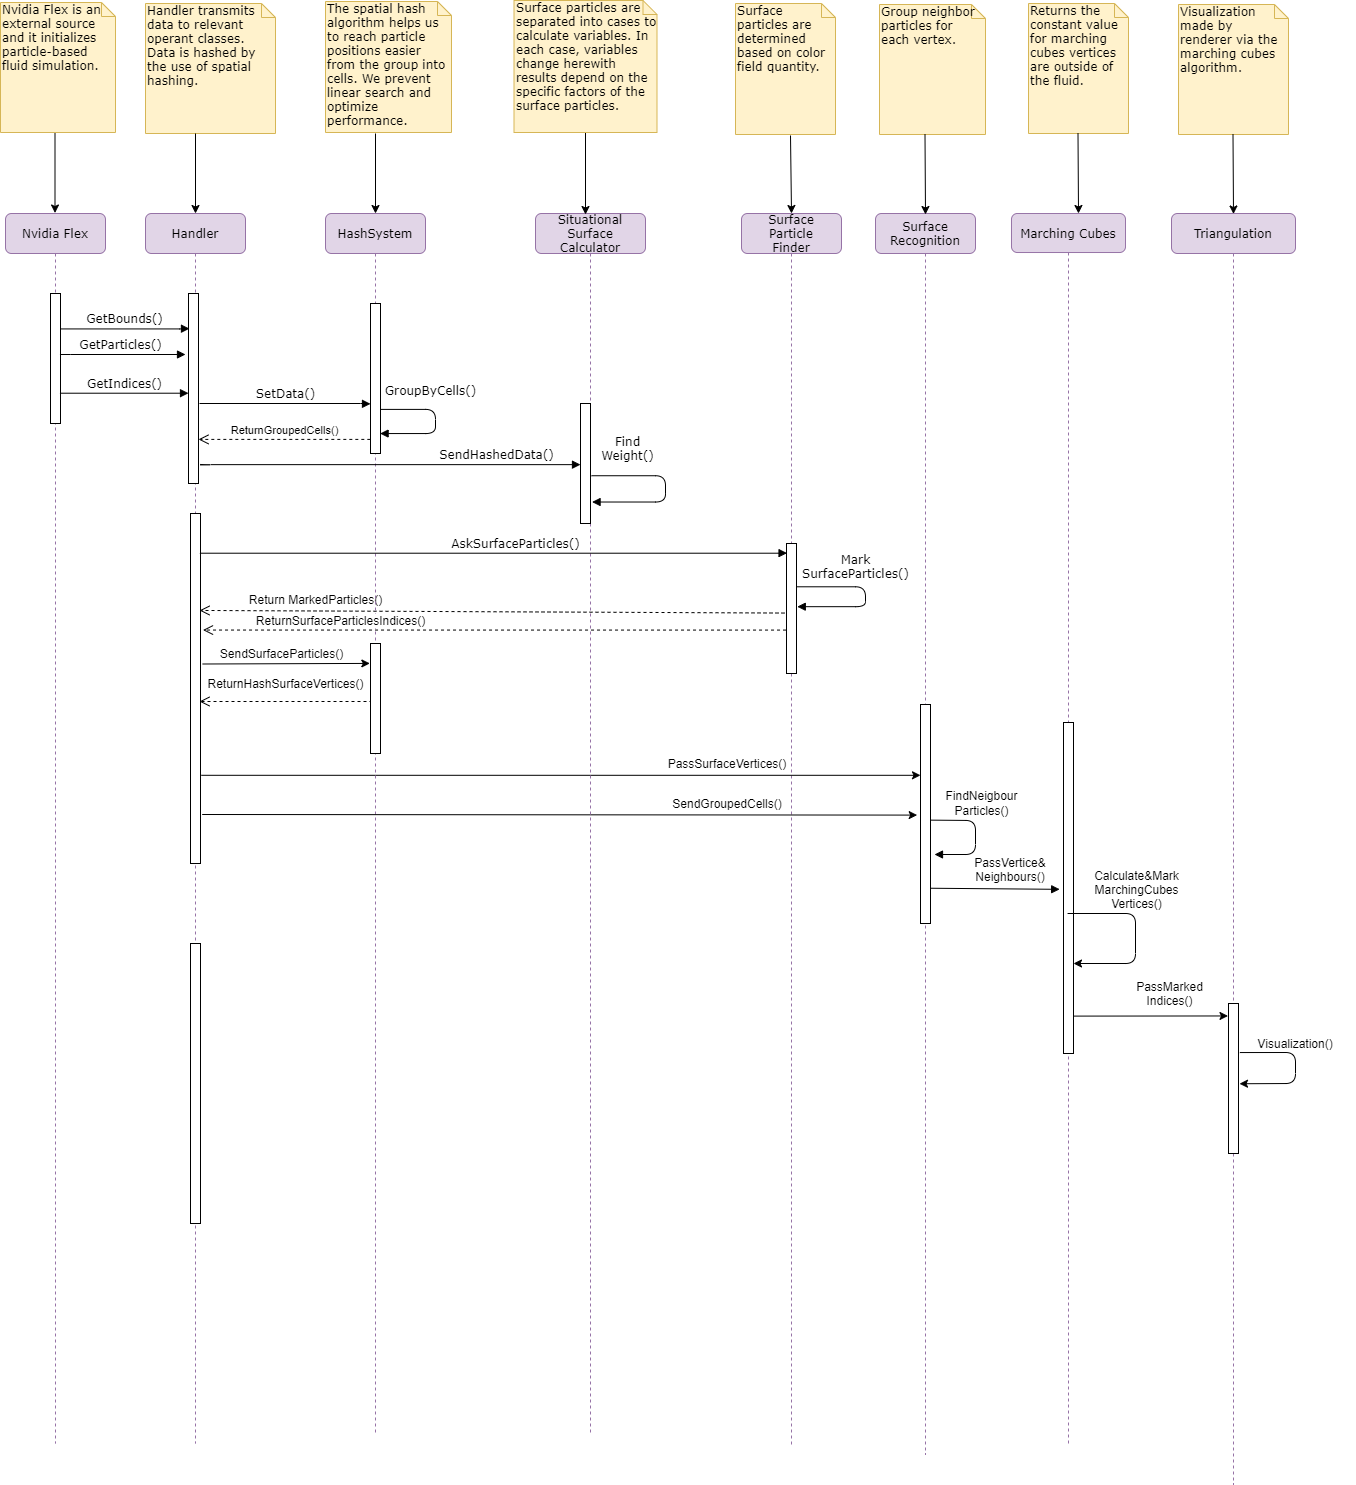 Nvidia Flex is an
external source
and it initializes
particle-based
fluid simulation.
Handler transmits
data to relevant
operant classes.
Data is hashed by
the use of spatial
hashing.
The spatial hash
algorithm helps us
to reach particle
positions easier
from the group into
cells. We prevent
linear search and
optimize
performance.
Surface particles are
separated into cases to
calculate variables. In
each case, variables
change herewith
results depend on the
specific factors of the
surface particles.
Surface
particles are
determined
based on color
field quantity.
Group neighbor
particles for
each vertex.
Returns the
constant value
for marching
cubes vertices
are outside of
the fluid.
Visualization
made by
renderer via the
marching cubes
algorithm.
Nvidia Flex
Handler
HashSystem
Situational
Surface
Calculator
Surface
Particle
Finder
Surface
Recognition
Marching Cubes
Triangulation
GetBounds()
GetParticles()
GetIndices()
SetData()
GroupByCells()
ReturnGroupedCells()
SendHashedData()
Find
Weight()
AskSurfaceParticles()
Mark
SurfaceParticles()
Return MarkedParticles()
ReturnSurfaceParticlesIndices()
SendSurfaceParticles()
ReturnHashSurfaceVertices()
PassSurfaceVertices()
SendGroupedCells()
FindNeigbour
Particles()
PassVertice&
Neighbours()
Calculate&Mark
MarchingCubes
Vertices()
PassMarked
Indices()
Visualization()